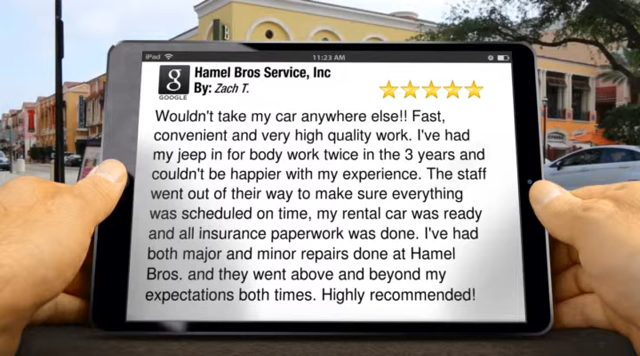 iPad
11:23 AM
g
GOOGLE
Hamel Bros Service, Inc
By: Zach T.
Wouldn't take my car anywhere else!! Fast,
convenient and very high quality work. I've had
my jeep in for body work twice in the 3 years and
couldn't be happier with my experience. The staff
went out of their way to make sure everything
was scheduled on time, my rental car was ready
and all insurance paperwork was done. I've had
both major and minor repairs done at Hamel
Bros. and they went above and beyond my
expectations both times. Highly recommended!